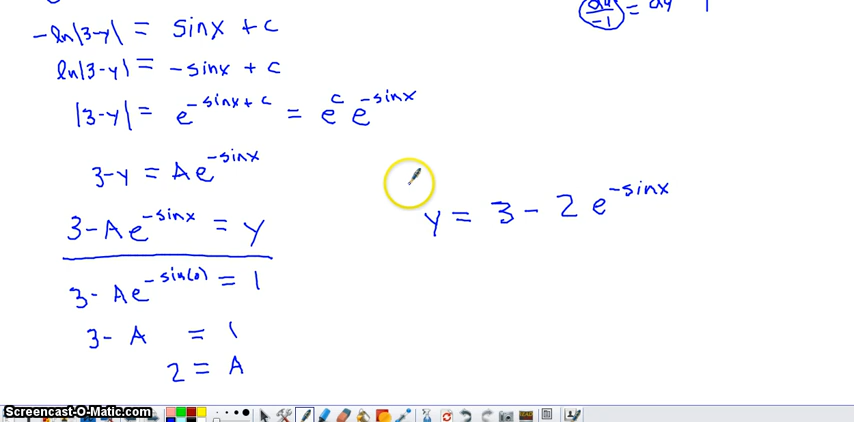 -ln|3-y| = sinx + c
ln|3-y| = -sinx + c
|3-y| = e^{-sinx + c} = e^c e^{-sinx}
3-y = Ae^{-sinx}
3-Ae^{-sinx} = y
y = 3 - 2e^{-sinx}
3-Ae^{-sin(0)} = 1
3-A = 1
2 = A
Screencast-O-Matic.com